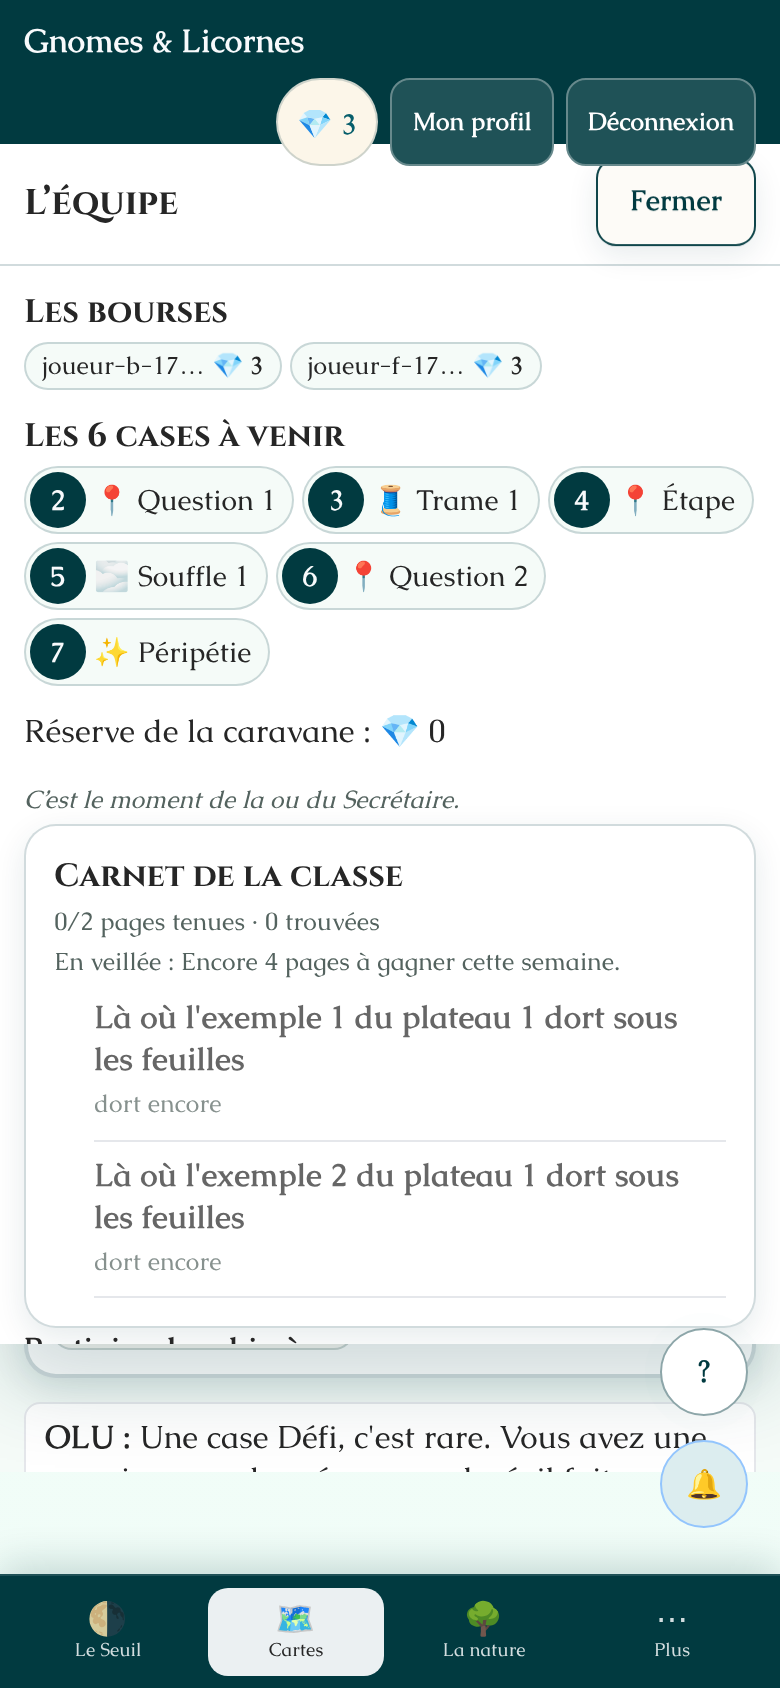 Gnomes & Licornes
💎 3
Mon profil
Déconnexion
L’ÉQUIPE
Fermer
LES BOURSES
joueur-b-17… 💎 3
joueur-f-17… 💎 3
LES 6 CASES À VENIR
2 📍 Question 1
3 🧵 Trame 1
4 📍 Étape
5 🌫️ Souffle 1
6 📍 Question 2
7 ✨ Péripétie
Réserve de la caravane : 💎 0
C’est le moment de la ou du Secrétaire.
CARNET DE LA CLASSE
0/2 pages tenues · 0 trouvées
En veillée : Encore 4 pages à gagner cette semaine.
Là où l'exemple 1 du plateau 1 dort sous
les feuilles
dort encore
Là où l'exemple 2 du plateau 1 dort sous
les feuilles
dort encore
?
OLU : Une case Défi, c'est rare. Vous avez une
🔔
Le Seuil
Cartes
La nature
⋯
Plus